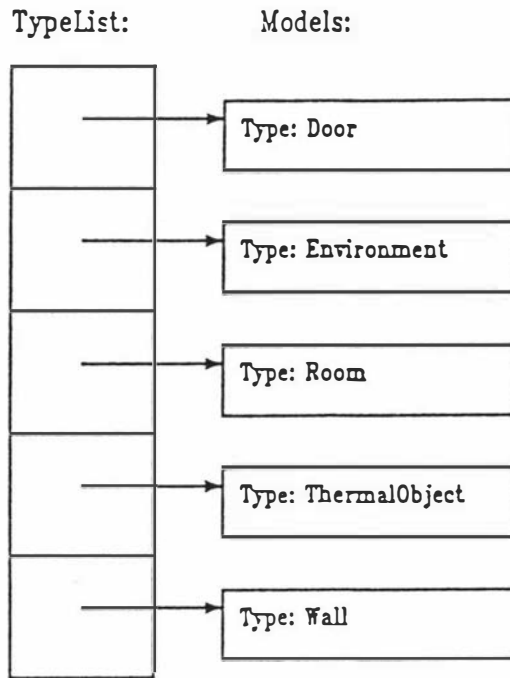 TypeList: Models:
Type: Door
Type: Environment
Type: Room
Type: ThermalObject
Type: Wall